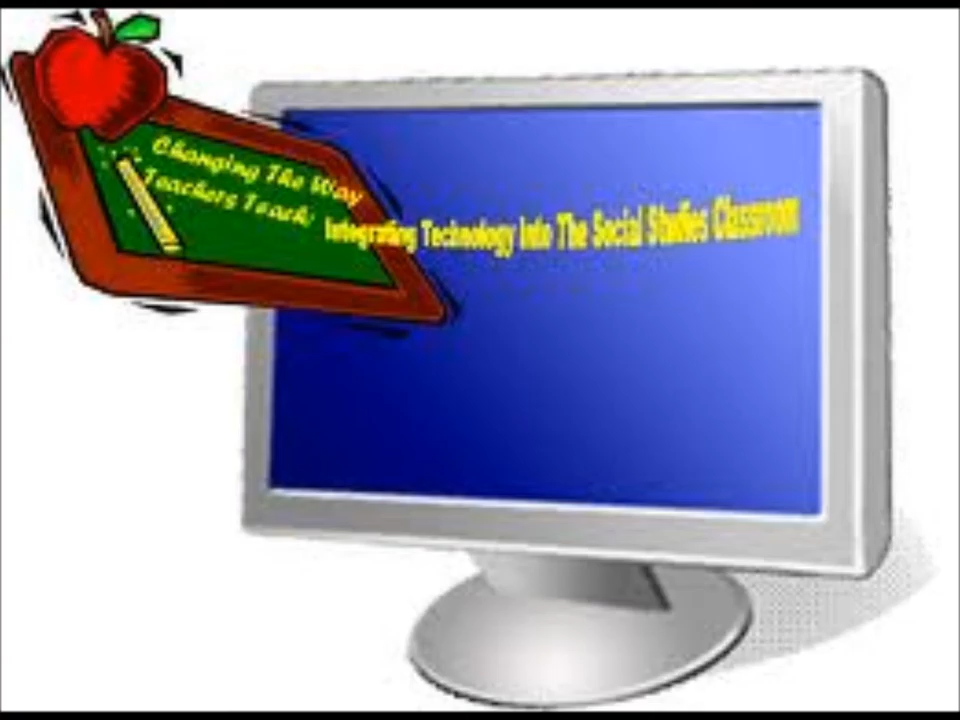 Changing The Way
Teachers Teach:
Integrating Technology Into The Social Studies Classroom